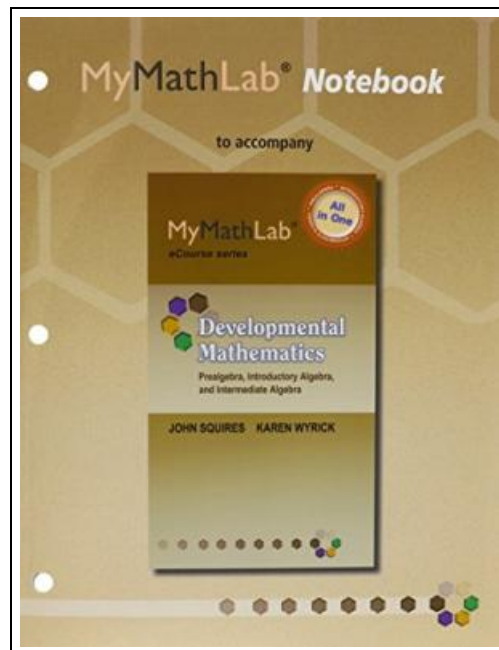 MyMathLab® Notebook
to accompany
All
in One
MyMathLab®
eCourse series
Developmental
Mathematics
Prealgebra, Introductory Algebra,
and Intermediate Algebra
JOHN SQUIRES KAREN WYRICK